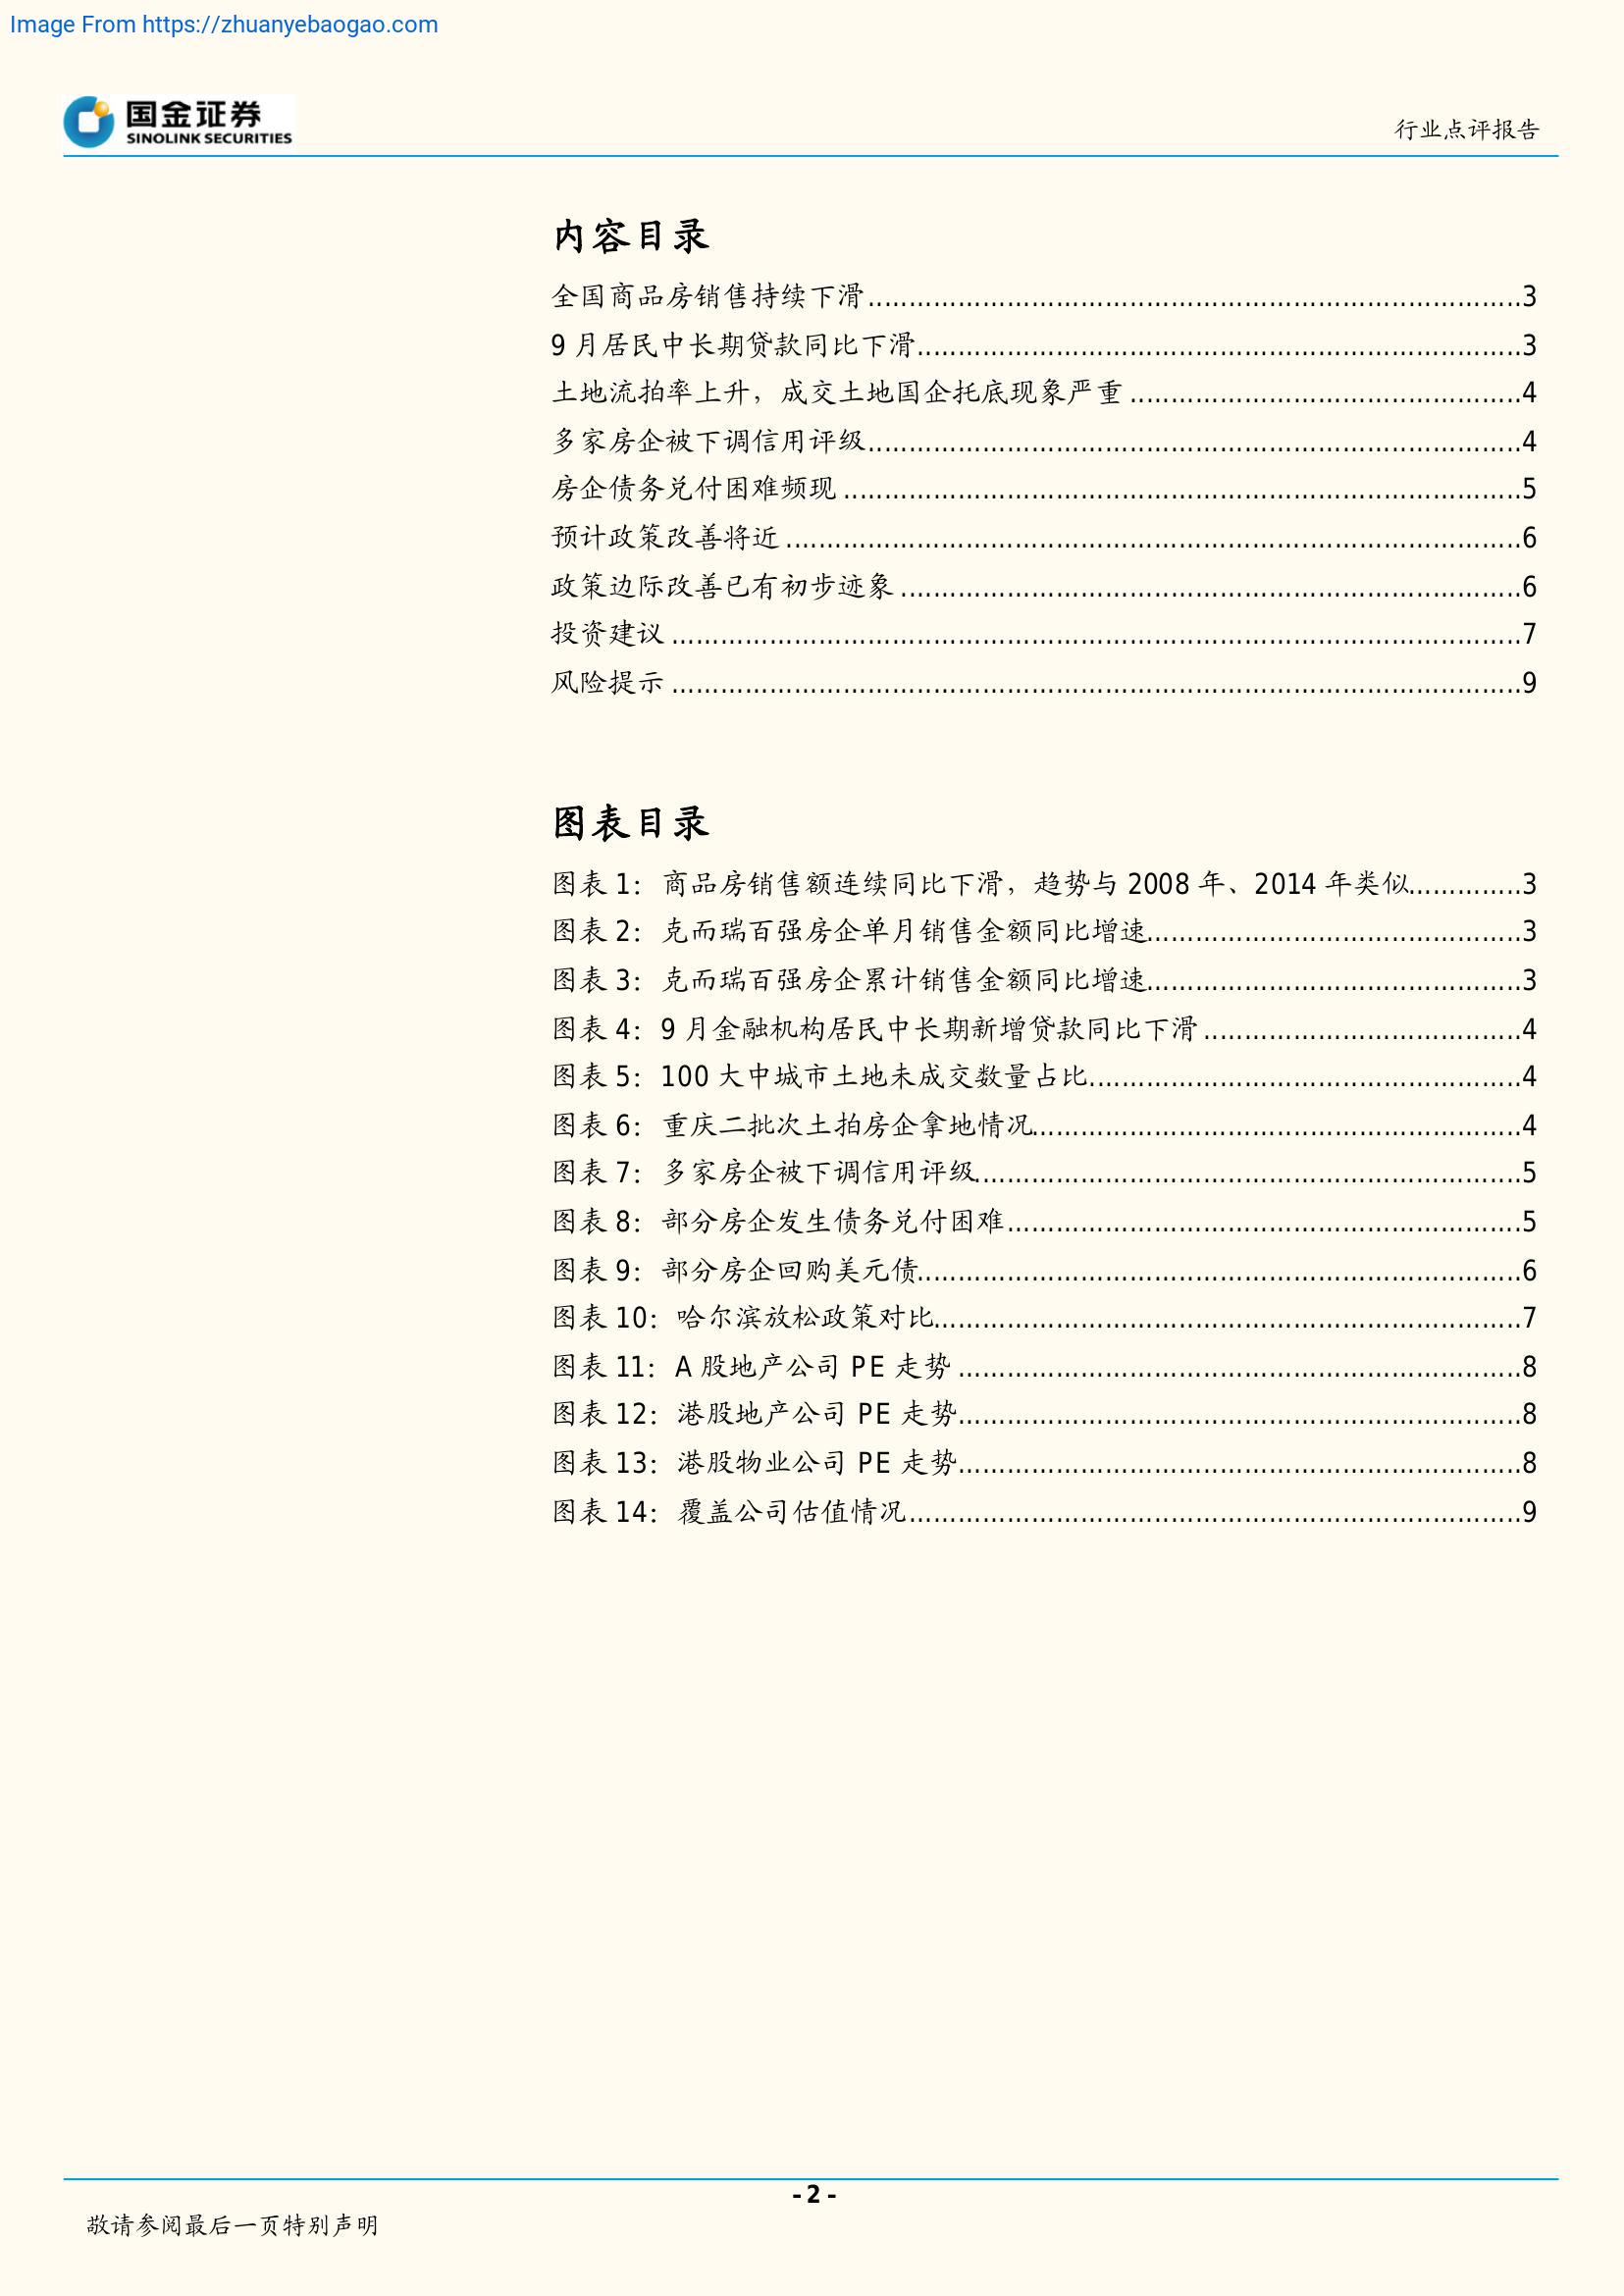 Image From https://zhuanyebaogao.com
国金证券
SINOLINK SECURITIES
行业点评报告
内容目录
全国商品房销售持续下滑................................................................................3
9 月居民中长期贷款同比下滑..........................................................................3
土地流拍率上升，成交土地国企托底现象严重 ................................................4
多家房企被下调信用评级................................................................................4
房企债务兑付困难频现 ...................................................................................5
预计政策改善将近 ..........................................................................................6
政策边际改善已有初步迹象 ............................................................................6
投资建议 ........................................................................................................7
风险提示 ........................................................................................................9
图表目录
图表 1：商品房销售额连续同比下滑，趋势与 2008 年、2014 年类似..............3
图表 2：克而瑞百强房企单月销售金额同比增速..............................................3
图表 3：克而瑞百强房企累计销售金额同比增速..............................................3
图表 4：9 月金融机构居民中长期新增贷款同比下滑 .......................................4
图表 5：100 大中城市土地未成交数量占比.....................................................4
图表 6：重庆二批次土拍房企拿地情况............................................................4
图表 7：多家房企被下调信用评级...................................................................5
图表 8：部分房企发生债务兑付困难...............................................................5
图表 9：部分房企回购美元债..........................................................................6
图表 10：哈尔滨放松政策对比........................................................................7
图表 11：A 股地产公司 PE 走势 .....................................................................8
图表 12：港股地产公司 PE 走势.....................................................................8
图表 13：港股物业公司 PE 走势.....................................................................8
图表 14：覆盖公司估值情况...........................................................................9
- 2 -
敬请参阅最后一页特别声明